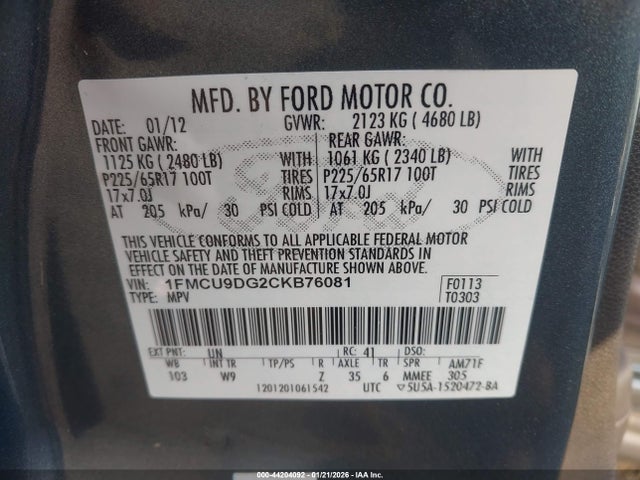 MFD. BY FORD MOTOR CO.
DATE: 01/12 GVWR: 2123 KG ( 4680 LB)
FRONT GAWR: REAR GAWR:
1125 KG ( 2480 LB) WITH 1061 KG ( 2340 LB) WITH
P225/65R17 100T TIRES P225/65R17 100T TIRES
17x7.0J RIMS 17x7.0J RIMS
AT 205 kPa/ 30 PSI COLD AT 205 kPa/ 30 PSI COLD
THIS VEHICLE CONFORMS TO ALL APPLICABLE FEDERAL MOTOR
VEHICLE SAFETY AND THEFT PREVENTION STANDARDS IN
EFFECT ON THE DATE OF MANUFACTURE SHOWN ABOVE.
VIN: 1FMCU9DG2CKB76081 F0113
TYPE: MPV T0303
EXT PNT: UN RC: 41 DSO:
WB INT TR TP/PS R AXLE TR SPR AM71F
103 W9 Z 35 6 MMEE 305
1201201061542 UTC ▽5U5A-1520472-BA
000-44204092 - 01/21/2026 - IAA Inc.